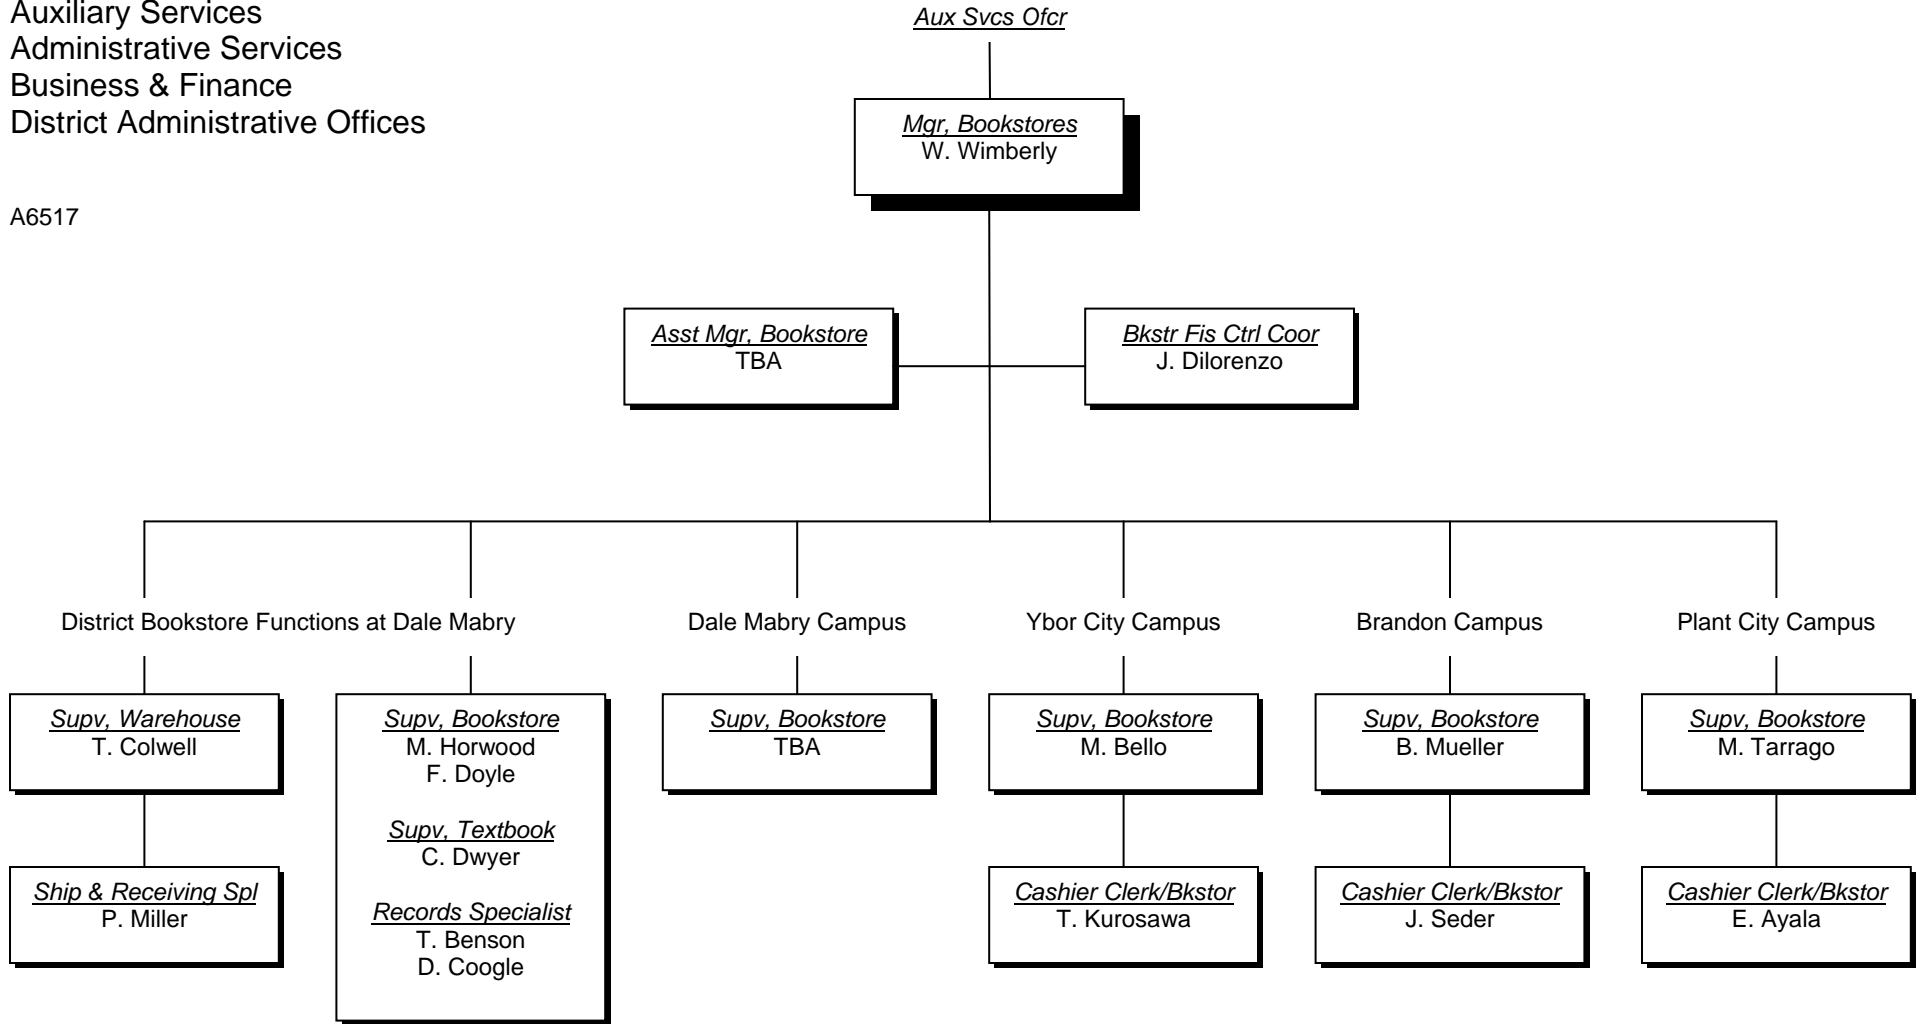 Auxiliary Services
Administrative Services
Business & Finance
District Administrative Offices
A6517
Aux Svcs Ofcr
Mgr, Bookstores
W. Wimberly
Asst Mgr, Bookstore
TBA
Bkstr Fis Ctrl Coor
J. Dilorenzo
District Bookstore Functions at Dale Mabry
Dale Mabry Campus
Ybor City Campus
Brandon Campus
Plant City Campus
Supv, Warehouse
T. Colwell
Ship & Receiving Spl
P. Miller
Supv, Bookstore
M. Horwood
F. Doyle
Supv, Textbook
C. Dwyer
Records Specialist
T. Benson
D. Coogle
Supv, Bookstore
TBA
Supv, Bookstore
M. Bello
Cashier Clerk/Bkstor
T. Kurosawa
Supv, Bookstore
B. Mueller
Cashier Clerk/Bkstor
J. Seder
Supv, Bookstore
M. Tarrago
Cashier Clerk/Bkstor
E. Ayala